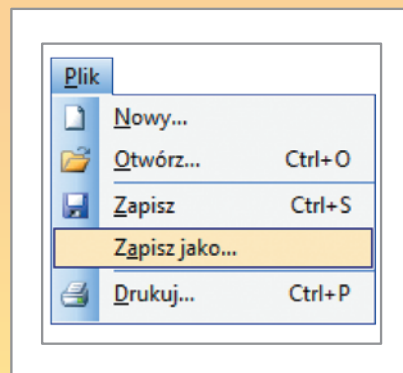 Plik
Nowy...
Otwórz... Ctrl+O
Zapisz Ctrl+S
Zapisz jako...
Drukuj... Ctrl+P